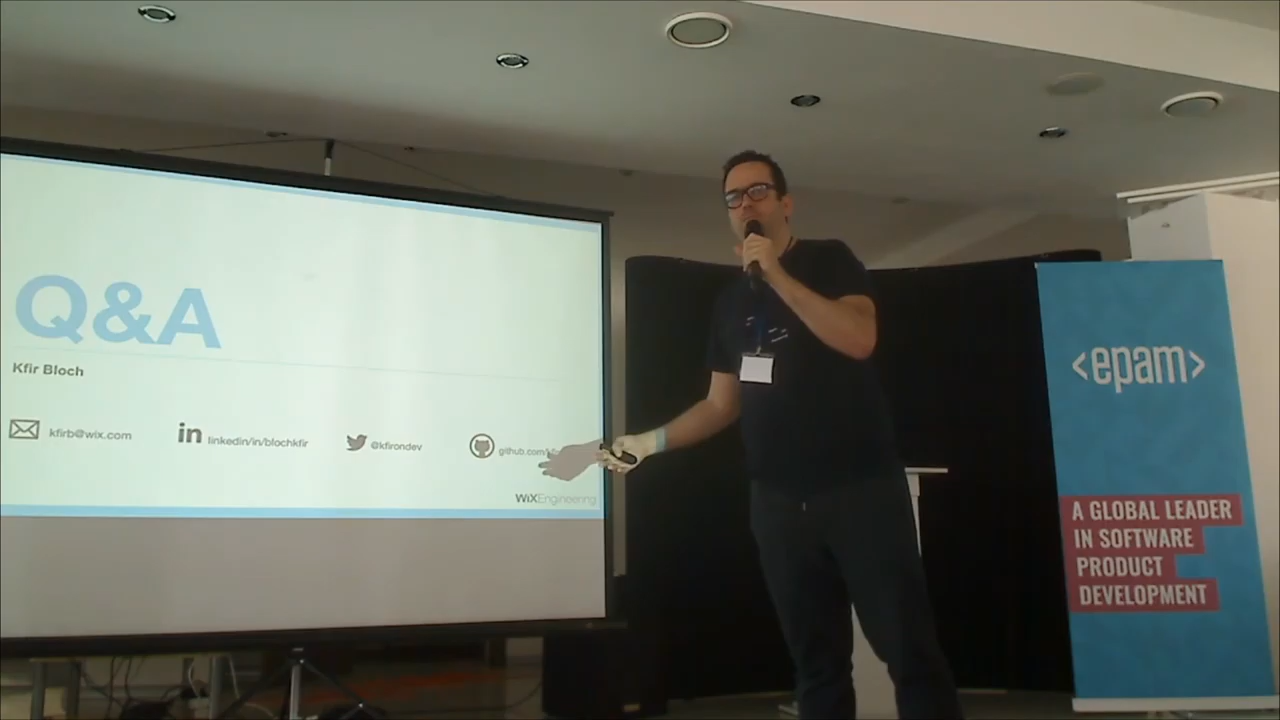 Q&A
Kfir Bloch
kfirb@wix.com
linkedin/in/blochkfir
@kfirondev
github.com/
WiXEngineering
<epam>
A GLOBAL LEADER
IN SOFTWARE
PRODUCT
DEVELOPMENT